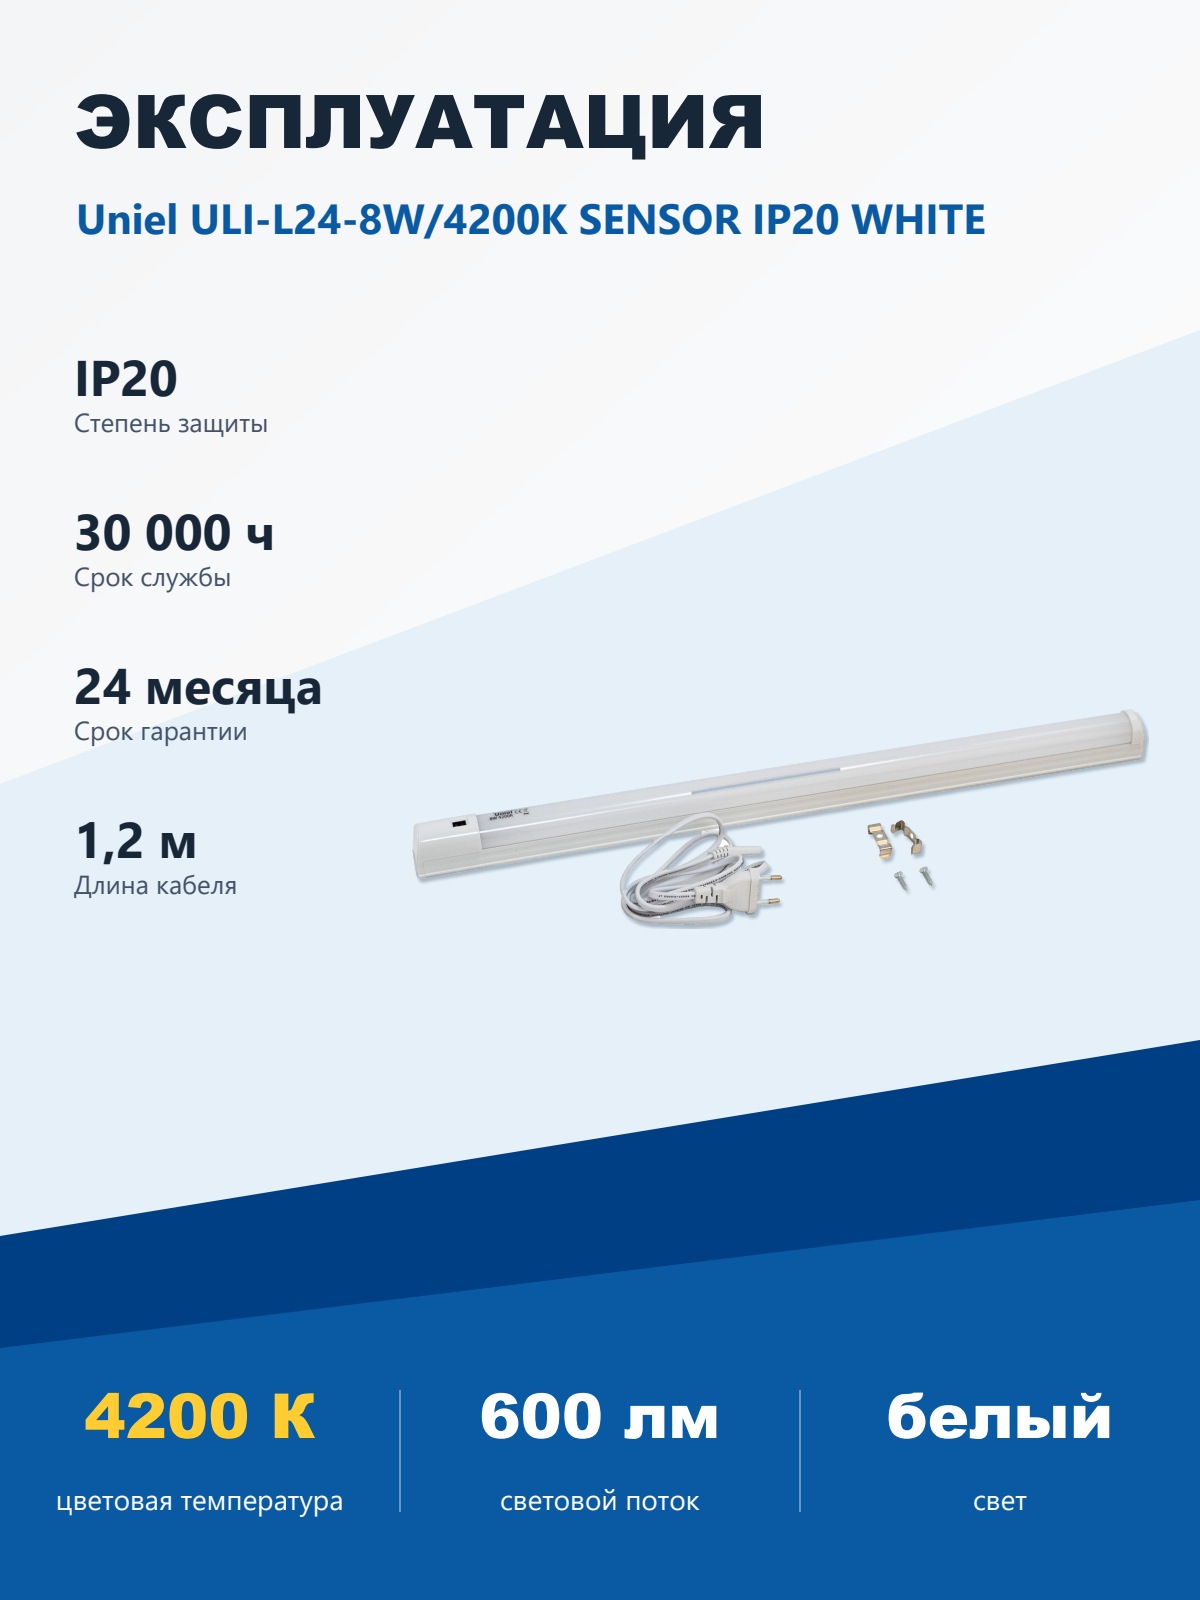 ЭКСПЛУАТАЦИЯ
Uniel ULI-L24-8W/4200K SENSOR IP20 WHITE
IP20
Степень защиты
30 000 ч
Срок службы
24 месяца
Срок гарантии
1,2 м
Длина кабеля
4200 К
цветовая температура
600 лм
световой поток
белый
свет